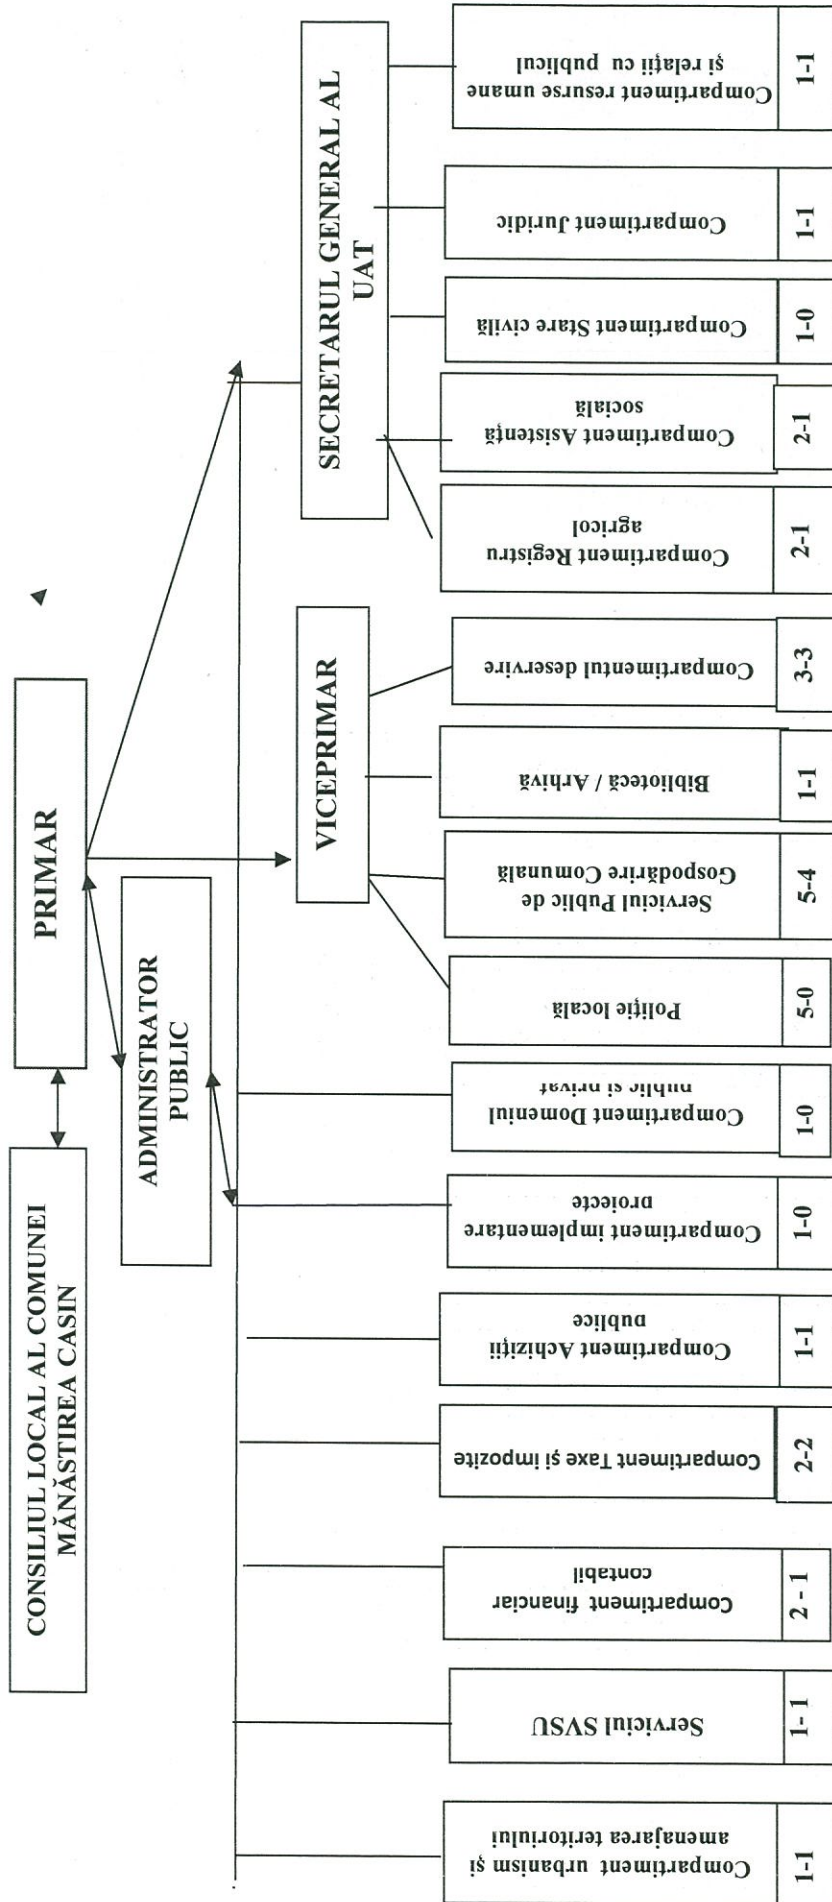 CONSILIUL LOCAL AL COMUNEI
MĂNĂSTIREA CASIN
PRIMAR
ADMINISTRATOR
PUBLIC
VICEPRIMAR
SECRETARUL GENERAL AL
UAT
Compartiment urbanism și
amenajarea teritoriului
1-1
Serviciul SVSU
1- 1
Compartiment financiar
contabil
2 - 1
Compartiment Taxe și impozite
2-2
Compartiment Achiziții
publice
1-1
Compartiment implementare
proiecte
1-0
Compartiment Domeniul
public si privat
1-0
Poliție locală
5-0
Serviciul Public de
Gospodărire Comunală
5-4
Bibliotecă / Arhivă
1-1
Compartimentul deservire
3-3
Compartiment Registru
agricol
2-1
Compartiment Asistență
socială
2-1
Compartiment Stare civilă
1-0
Compartiment Juridic
1-1
Compartiment resurse umane
și relații cu publicul
1-1